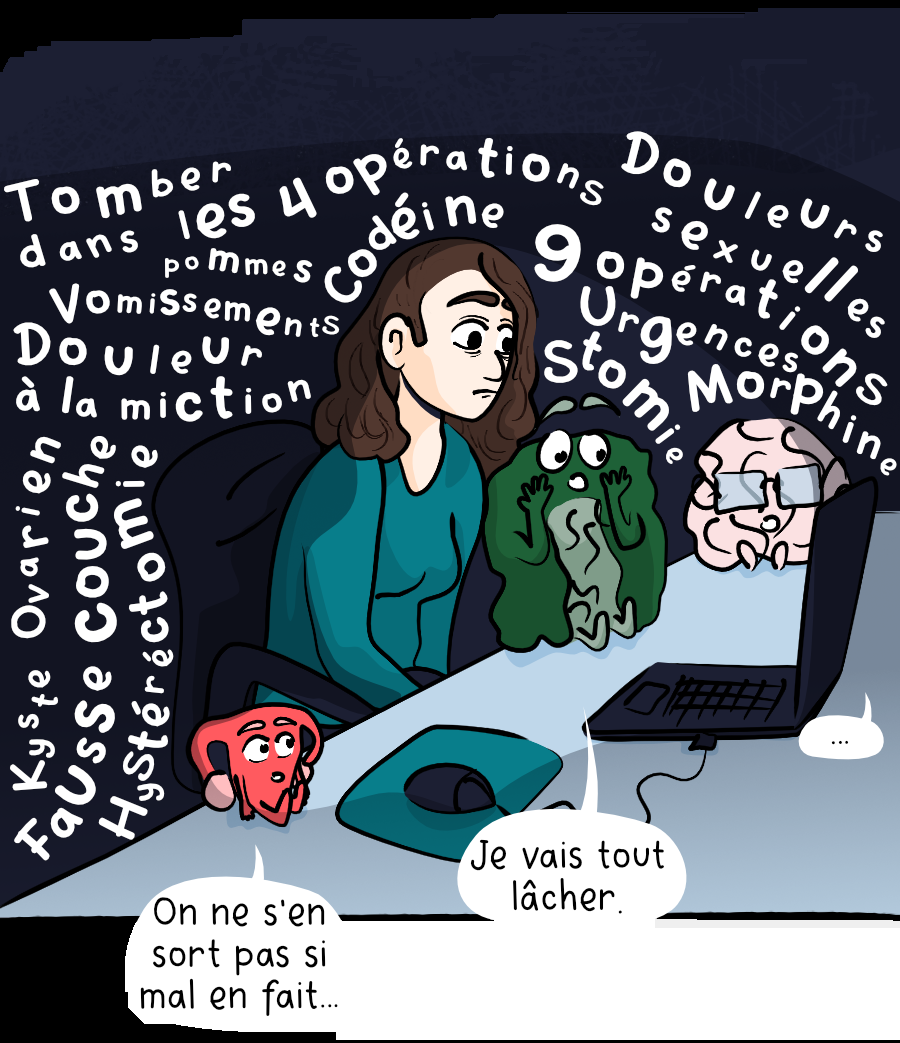 Tomber
dans les 4 opérations
pommes
Codéine
Douleurs
sexuelles
9 opérations
Vomissements
Urgences
Douleur
à la miction
Stomie
Morphine
Kyste Ovarien
Fausse couche
Hystéréctomie
...
Je vais tout
lâcher.
On ne s'en
sort pas si
mal en fait...